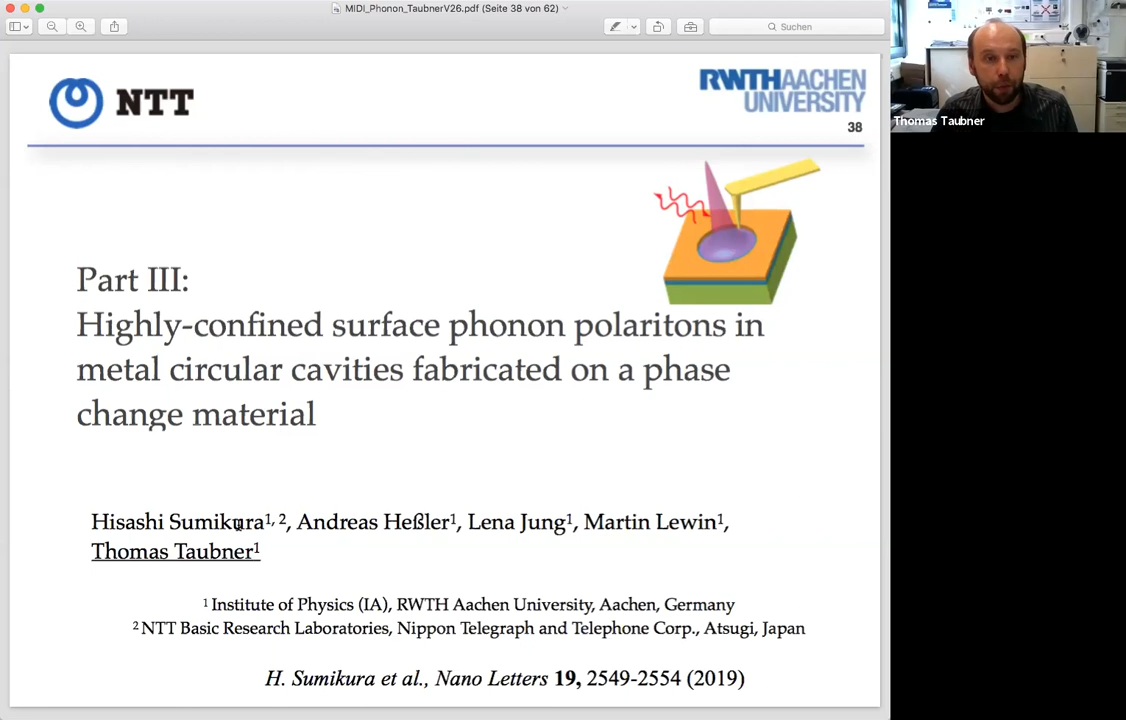 MIDI_Phonon_TaubnerV26.pdf (Seite 38 von 62)
Suchen
NTT
RWTHAACHEN
UNIVERSITY
38
Part III:
Highly-confined surface phonon polaritons in
metal circular cavities fabricated on a phase
change material
Hisashi Sumikura1, 2, Andreas Heßler1, Lena Jung1, Martin Lewin1,
Thomas Taubner1
1 Institute of Physics (IA), RWTH Aachen University, Aachen, Germany
2 NTT Basic Research Laboratories, Nippon Telegraph and Telephone Corp., Atsugi, Japan
H. Sumikura et al., Nano Letters 19, 2549-2554 (2019)
Thomas Taubner